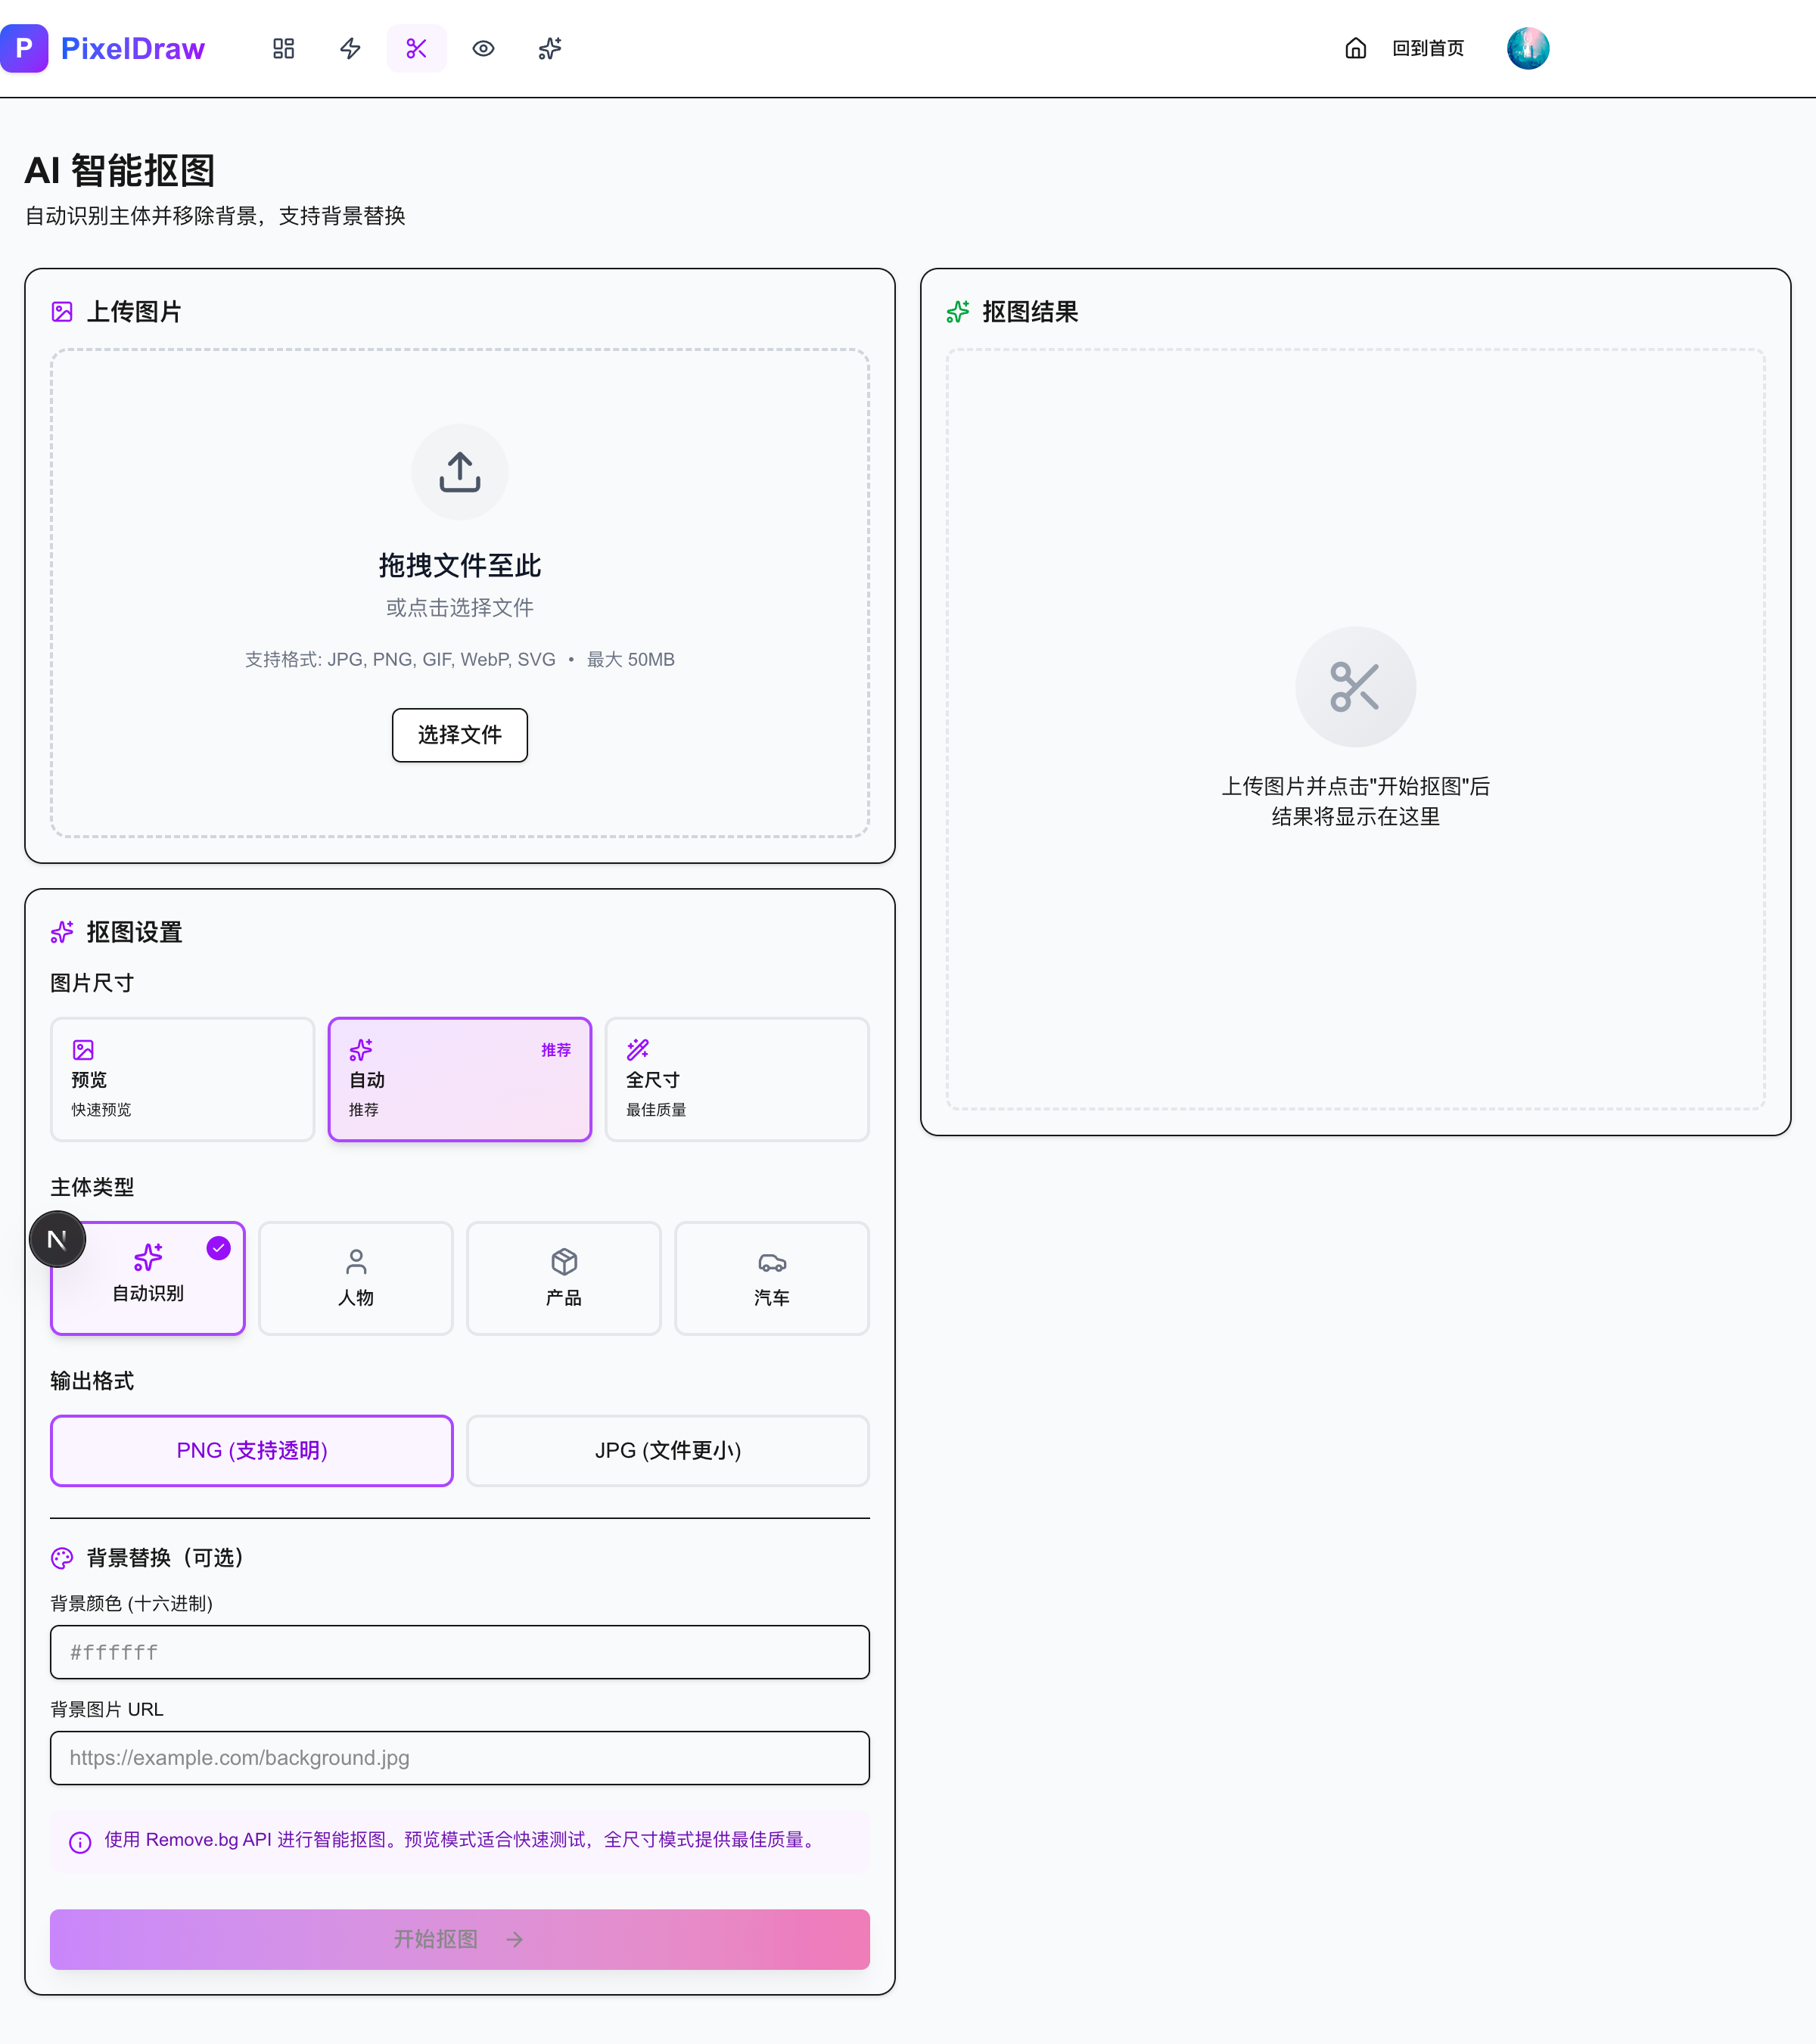 P PixelDraw
回到首页
AI 智能抠图
自动识别主体并移除背景，支持背景替换
上传图片
拖拽文件至此
或点击选择文件
支持格式: JPG, PNG, GIF, WebP, SVG • 最大 50MB
选择文件
抠图结果
上传图片并点击"开始抠图"后
结果将显示在这里
抠图设置
图片尺寸
预览
快速预览
推荐
自动
推荐
全尺寸
最佳质量
主体类型
N
自动识别
人物
产品
汽车
输出格式
PNG (支持透明)
JPG (文件更小)
背景替换（可选）
背景颜色 (十六进制)
#ffffff
背景图片 URL
https://example.com/background.jpg
使用 Remove.bg API 进行智能抠图。预览模式适合快速测试，全尺寸模式提供最佳质量。
开始抠图 →